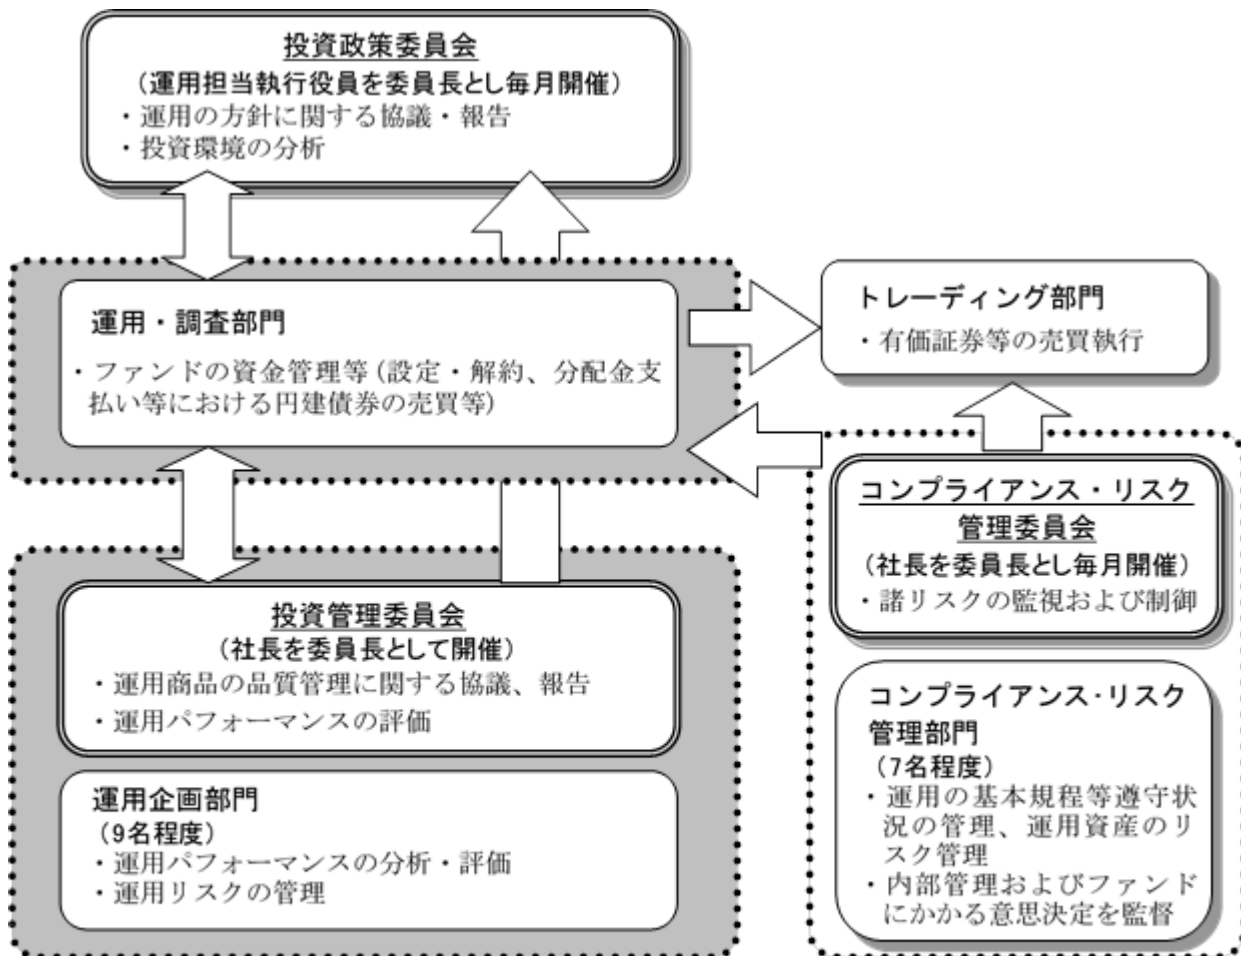 投資政策委員会
（運用担当執行役員を委員長とし毎月開催）
・運用の方針に関する協議・報告
・投資環境の分析
運用・調査部門
・ファンドの資金管理等（設定・解約、分配金支
払い等における円建債券の売買等）
トレーディング部門
・有価証券等の売買執行
コンプライアンス・リスク
管理委員会
（社長を委員長とし毎月開催）
・諸リスクの監視および制御
投資管理委員会
（社長を委員長として開催）
・運用商品の品質管理に関する協議、報告
・運用パフォーマンスの評価
運用企画部門
（9名程度）
・運用パフォーマンスの分析・評価
・運用リスクの管理
コンプライアンス・リスク
管理部門
（7名程度）
・運用の基本規程等遵守状
況の管理、運用資産のリ
スク管理
・内部管理およびファンド
にかかる意思決定を監督